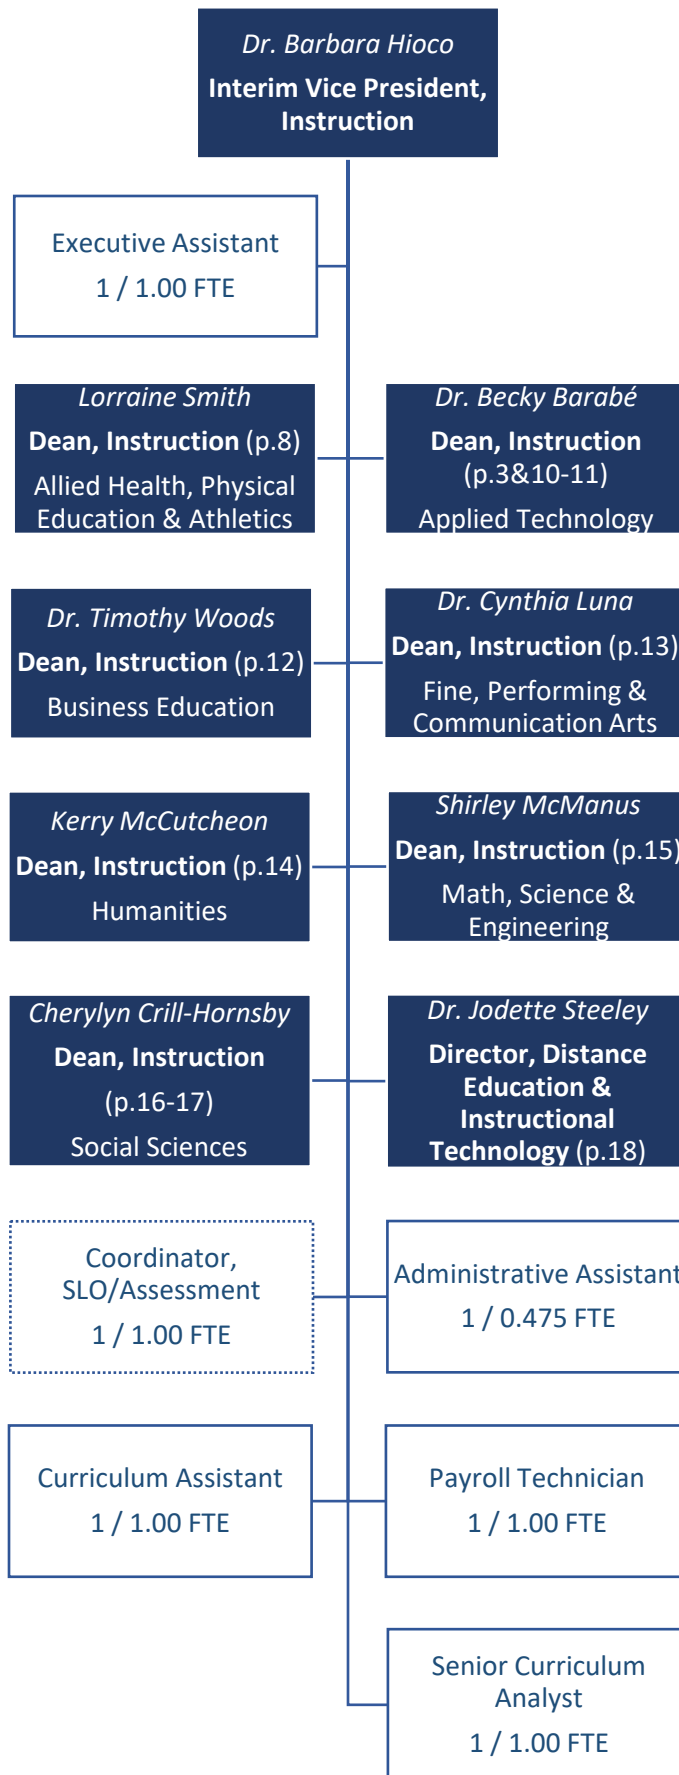 Dr. Barbara Hioco
Interim Vice President,
Instruction
Executive Assistant
1 / 1.00 FTE
Lorraine Smith
Dean, Instruction (p.8)
Allied Health, Physical
Education & Athletics
Dr. Becky Barabé
Dean, Instruction
(p.3&10-11)
Applied Technology
Dr. Timothy Woods
Dean, Instruction (p.12)
Business Education
Dr. Cynthia Luna
Dean, Instruction (p.13)
Fine, Performing &
Communication Arts
Kerry McCutcheon
Dean, Instruction (p.14)
Humanities
Shirley McManus
Dean, Instruction (p.15)
Math, Science &
Engineering
Cherylyn Crill-Hornsby
Dean, Instruction
(p.16-17)
Social Sciences
Dr. Jodette Steeley
Director, Distance
Education &
Instructional
Technology (p.18)
Coordinator,
SLO/Assessment
1 / 1.00 FTE
Administrative Assistant
1 / 0.475 FTE
Curriculum Assistant
1 / 1.00 FTE
Payroll Technician
1 / 1.00 FTE
Senior Curriculum
Analyst
1 / 1.00 FTE